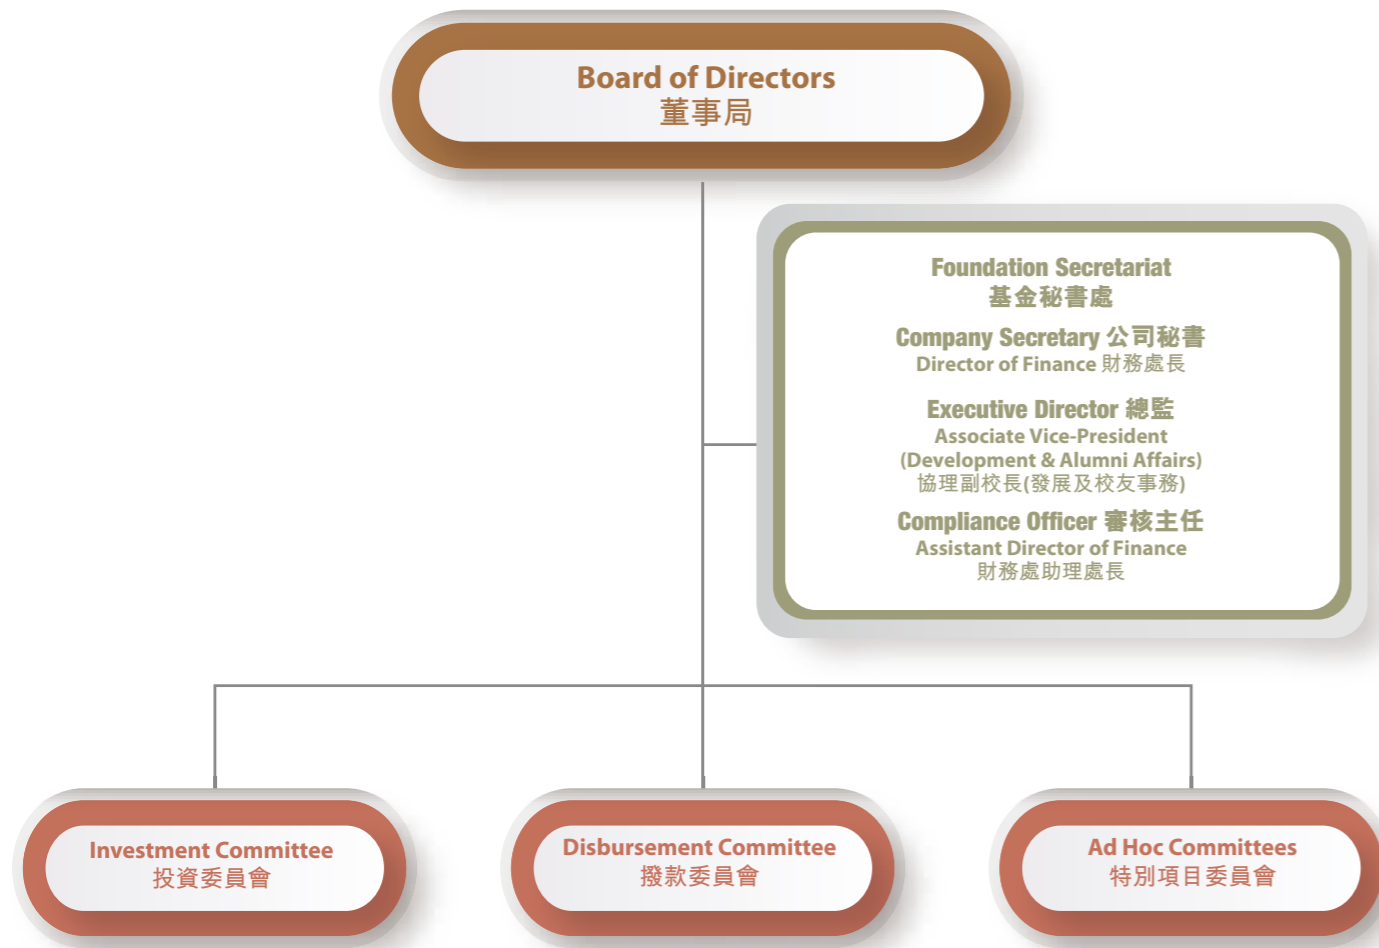 Board of Directors
董事局
Foundation Secretariat
基金秘書處
Company Secretary 公司秘書
Director of Finance 財務處長
Executive Director 總監
Associate Vice-President
(Development & Alumni Affairs)
協理副校長(發展及校友事務)
Compliance Officer 審核主任
Assistant Director of Finance
財務處助理處長
Investment Committee
投資委員會
Disbursement Committee
撥款委員會
Ad Hoc Committees
特別項目委員會